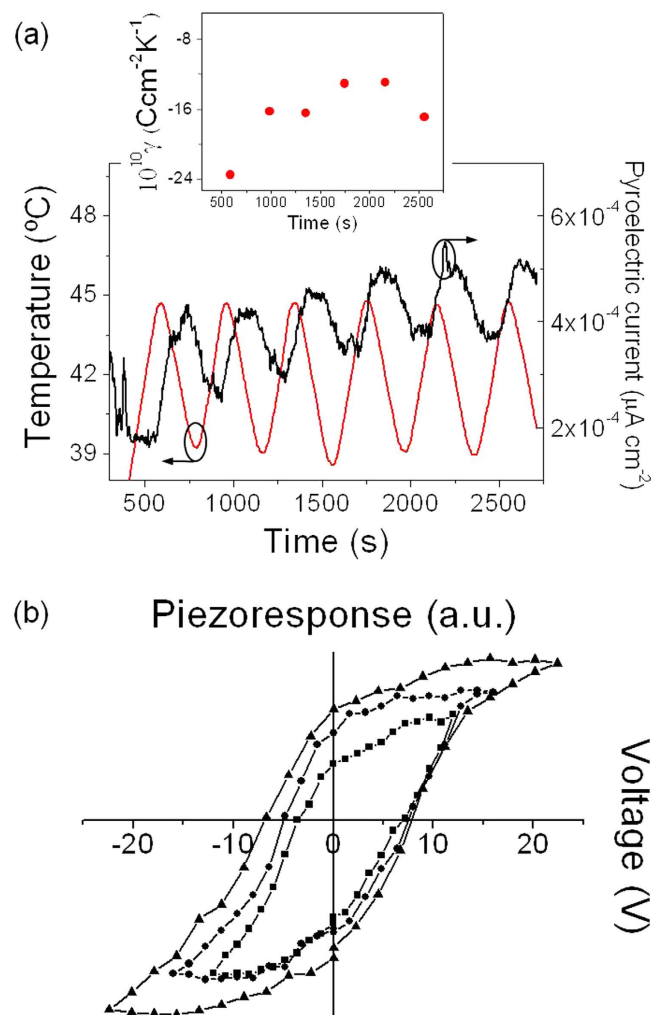 (a)
-8
-16
-24
10¹⁰γ (Ccm⁻²K⁻¹)
500 1000 1500 2000 2500
Time (s)
48
45
42
39
Temperature (ºC)
6x10⁻⁴
4x10⁻⁴
2x10⁻⁴
Pyroelectric current (μA cm⁻²)
500 1000 1500 2000 2500
Time (s)
(b)
Piezoresponse (a.u.)
-20 -10 0 10 20
Voltage (V)